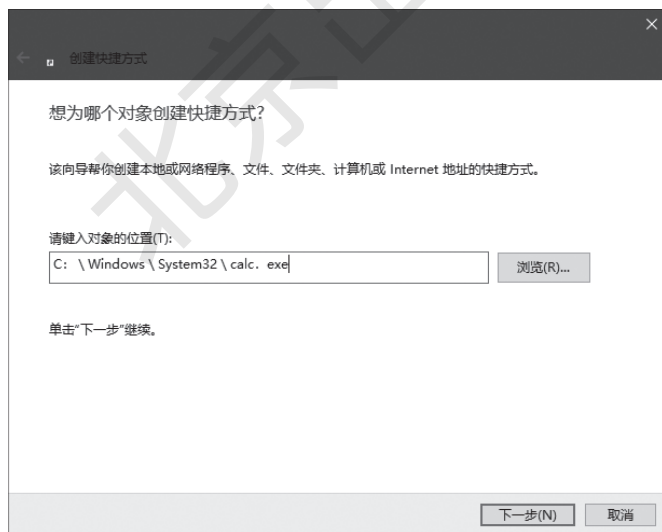 创建快捷方式
想为哪个对象创建快捷方式?
该向导帮你创建本地或网络程序、文件、文件夹、计算机或 Internet 地址的快捷方式。
请键入对象的位置(T):
C: \Windows\System32\calc. exe
浏览(R)...
单击"下一步"继续。
下一步(N)
取消
北京